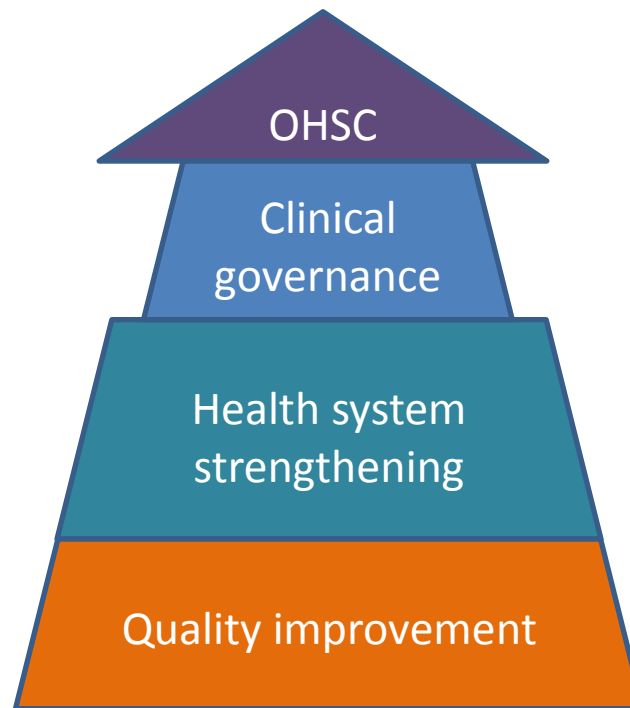 OHSC
Clinical
governance
Health system
strengthening
Quality improvement